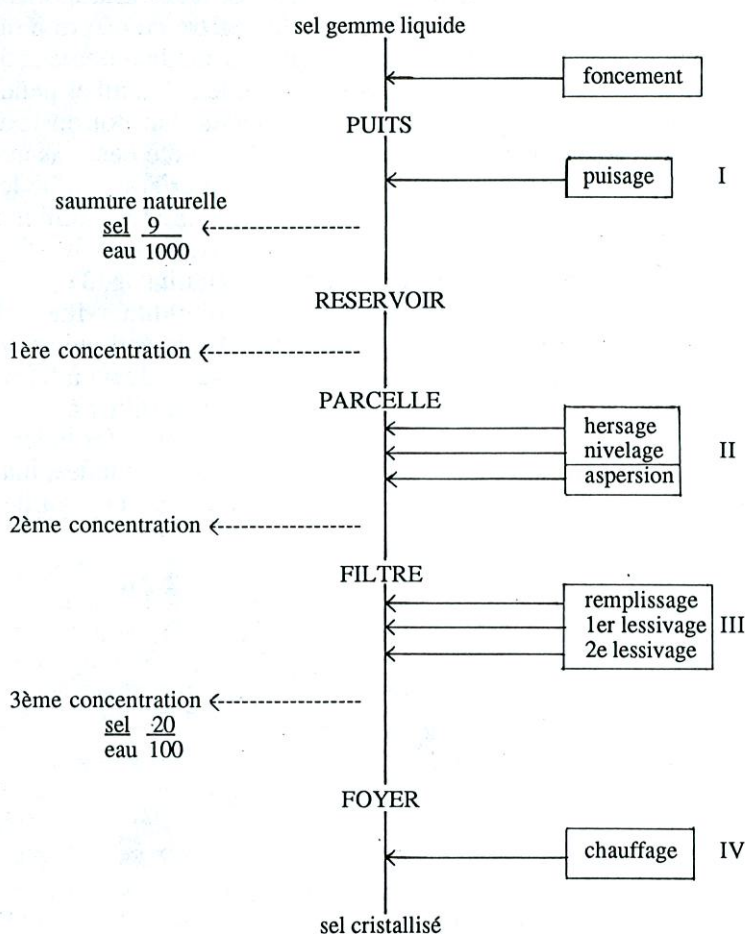 sel gemme liquide
foncement
PUITS
puisage I
saumure naturelle
sel 9
eau 1000
RESERVOIR
1ère concentration
PARCELLE
hersage
nivelage II
aspersion
2ème concentration
FILTRE
remplissage
1er lessivage III
2e lessivage
3ème concentration
sel 20
eau 100
FOYER
chauffage IV
sel cristallisé